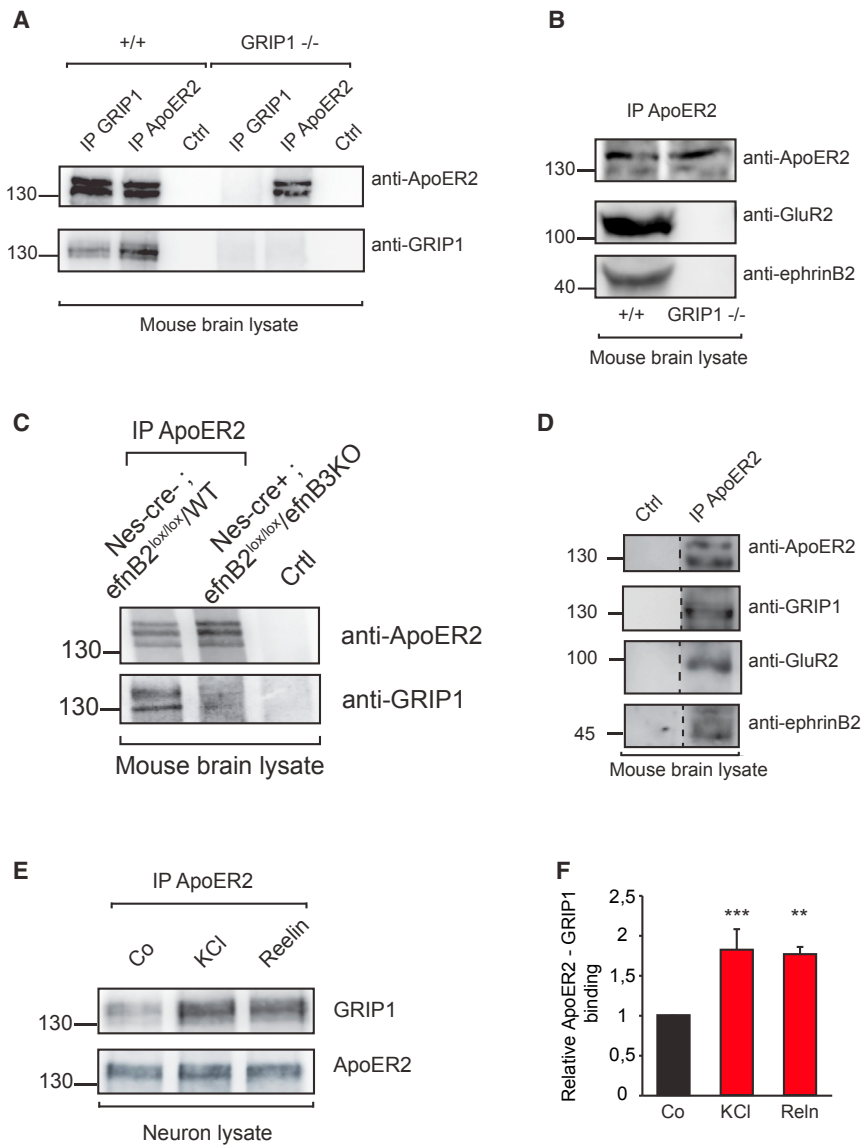 A
+/+
GRIP1 -/-
IP GRIP1
IP ApoER2
Ctrl
IP GRIP1
IP ApoER2
Ctrl
130
anti-ApoER2
130
anti-GRIP1
Mouse brain lysate
B
IP ApoER2
130
anti-ApoER2
100
anti-GluR2
40
anti-ephrinB2
+/+
GRIP1 -/-
Mouse brain lysate
C
IP ApoER2
Nes-cre- ;
efnB2lox/lox/WT
Nes-cre+ ;
efnB2lox/lox/efnB3KO
Crtl
130
anti-ApoER2
130
anti-GRIP1
Mouse brain lysate
D
Ctrl
IP ApoER2
130
anti-ApoER2
130
anti-GRIP1
100
anti-GluR2
45
anti-ephrinB2
Mouse brain lysate
E
IP ApoER2
Co
KCl
Reelin
130
GRIP1
130
ApoER2
Neuron lysate
F
Relative ApoER2 - GRIP1
binding
2,5
2
1,5
1
0,5
0
***
**
Co
KCl
Reln